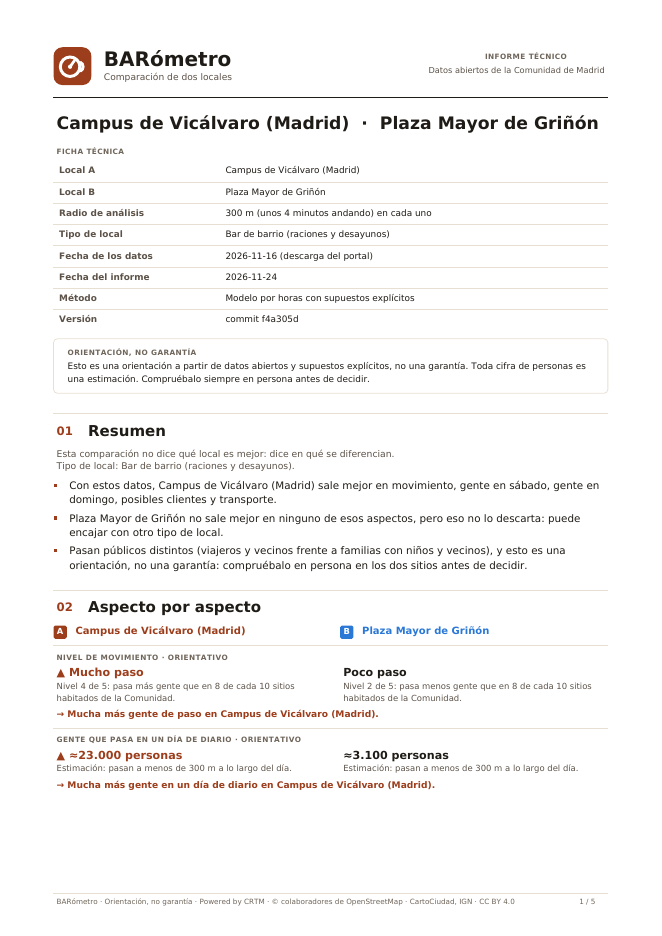 BARómetro
Comparación de dos locales
INFORME TÉCNICO
Datos abiertos de la Comunidad de Madrid
Campus de Vicálvaro (Madrid) · Plaza Mayor de Griñón
FICHA TÉCNICA
Local A Campus de Vicálvaro (Madrid)
Local B Plaza Mayor de Griñón
Radio de análisis 300 m (unos 4 minutos andando) en cada uno
Tipo de local Bar de barrio (raciones y desayunos)
Fecha de los datos 2026-11-16 (descarga del portal)
Fecha del informe 2026-11-24
Método Modelo por horas con supuestos explícitos
Versión commit f4a305d
ORIENTACIÓN, NO GARANTÍA
Esto es una orientación a partir de datos abiertos y supuestos explícitos, no una garantía. Toda cifra de personas es
una estimación. Compruébalo siempre en persona antes de decidir.
01 Resumen
Esta comparación no dice qué local es mejor: dice en qué se diferencian.
Tipo de local: Bar de barrio (raciones y desayunos).
▪ Con estos datos, Campus de Vicálvaro (Madrid) sale mejor en movimiento, gente en sábado, gente en
domingo, posibles clientes y transporte.
▪ Plaza Mayor de Griñón no sale mejor en ninguno de esos aspectos, pero eso no lo descarta: puede
encajar con otro tipo de local.
▪ Pasan públicos distintos (viajeros y vecinos frente a familias con niños y vecinos), y esto es una
orientación, no una garantía: compruébalo en persona en los dos sitios antes de decidir.
02 Aspecto por aspecto
A Campus de Vicálvaro (Madrid)
B Plaza Mayor de Griñón
NIVEL DE MOVIMIENTO · ORIENTATIVO
▲ Mucho paso
Nivel 4 de 5: pasa más gente que en 8 de cada 10 sitios
habitados de la Comunidad.
Poco paso
Nivel 2 de 5: pasa menos gente que en 8 de cada 10 sitios
habitados de la Comunidad.
→ Mucha más gente de paso en Campus de Vicálvaro (Madrid).
GENTE QUE PASA EN UN DÍA DE DIARIO · ORIENTATIVO
▲ ≈23.000 personas
Estimación: pasan a menos de 300 m a lo largo del día.
≈3.100 personas
Estimación: pasan a menos de 300 m a lo largo del día.
→ Mucha más gente en un día de diario en Campus de Vicálvaro (Madrid).
BARómetro · Orientación, no garantía · Powered by CRTM · © colaboradores de OpenStreetMap · CartoCiudad, IGN · CC BY 4.0
1 / 5